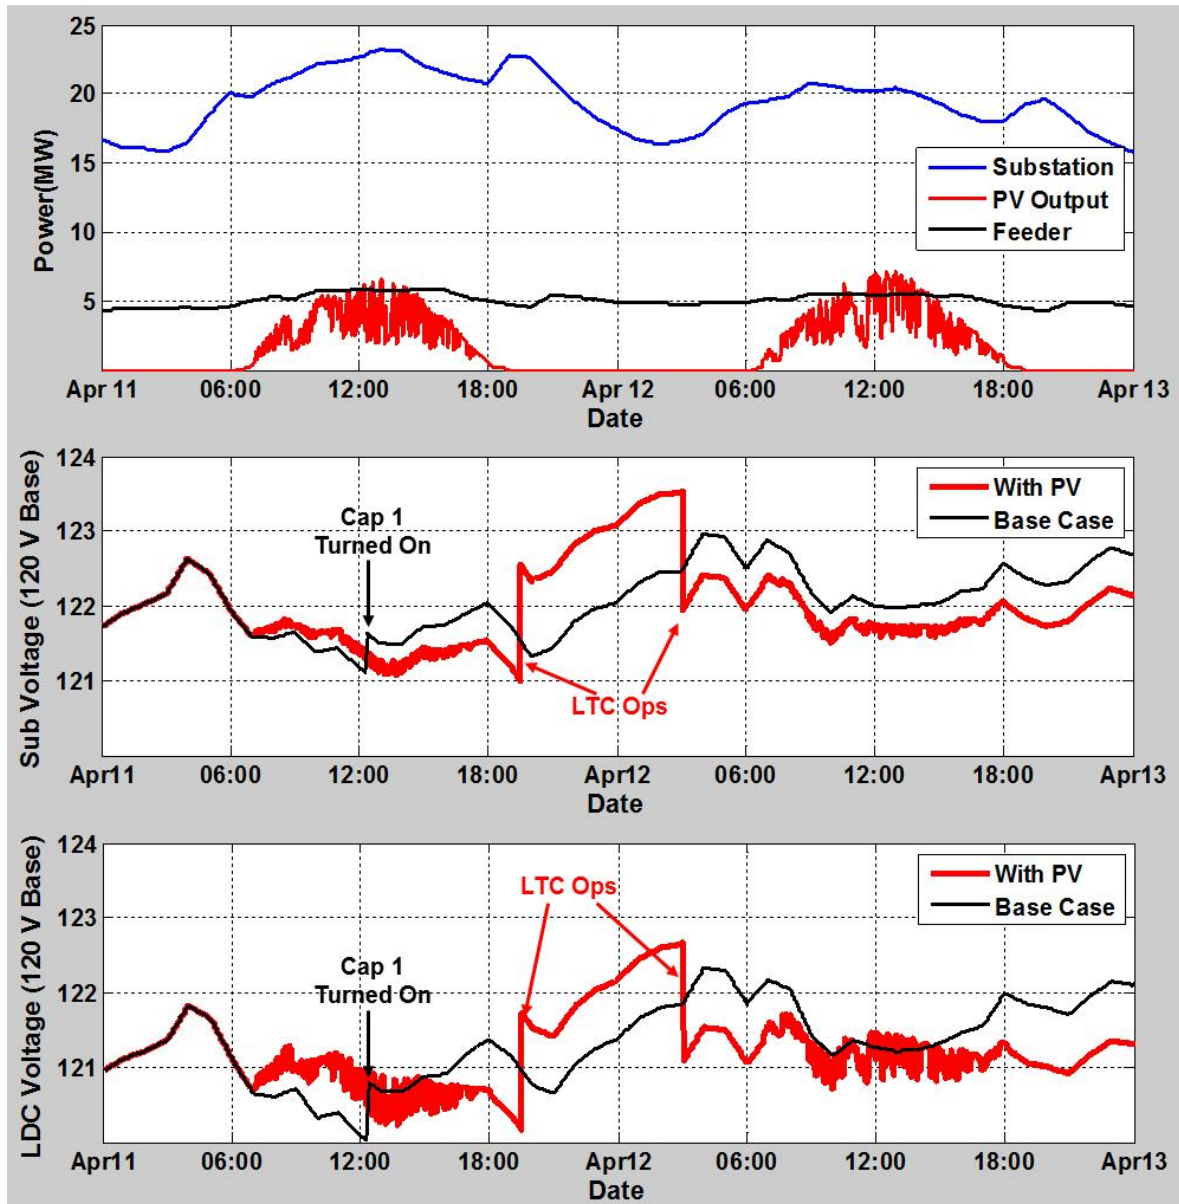 25
20
15
10
5
Power(MW)
Substation
PV Output
Feeder
Apr 11
06:00
12:00
18:00
Apr 12
06:00
12:00
18:00
Apr 13
Date
124
123
122
121
Sub Voltage (120 V Base)
Cap 1
Turned On
With PV
Base Case
LTC Ops
Apr11
06:00
12:00
18:00
Apr12
06:00
12:00
18:00
Apr13
Date
124
123
122
121
LDC Voltage (120 V Base)
LTC Ops
With PV
Base Case
Cap 1
Turned On
Apr11
06:00
12:00
18:00
Apr12
06:00
12:00
18:00
Apr13
Date